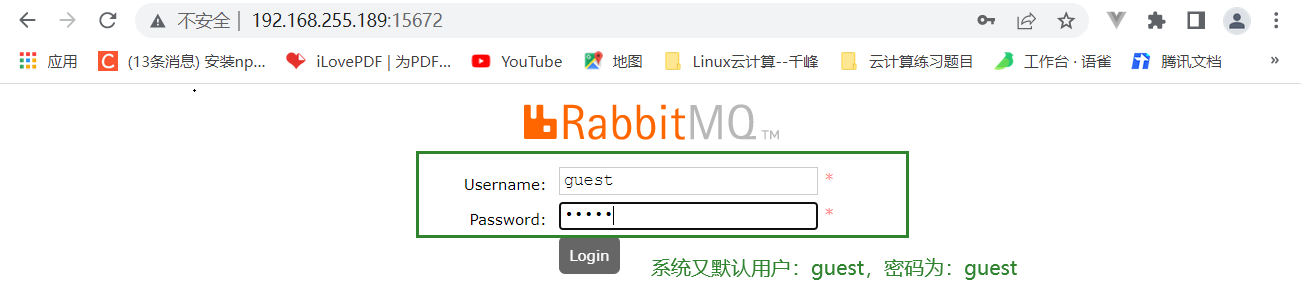 不安全 | 192.168.255.189:15672
应用 C (13条消息) 安装np... iLovePDF | 为PDF... YouTube 地图 Linux云计算--千峰 云计算练习题目 工作台 · 语雀 腾讯文档 »
RabbitMQ TM
Username: guest *
Password: ••••• *
Login
系统又默认用户：guest，密码为：guest